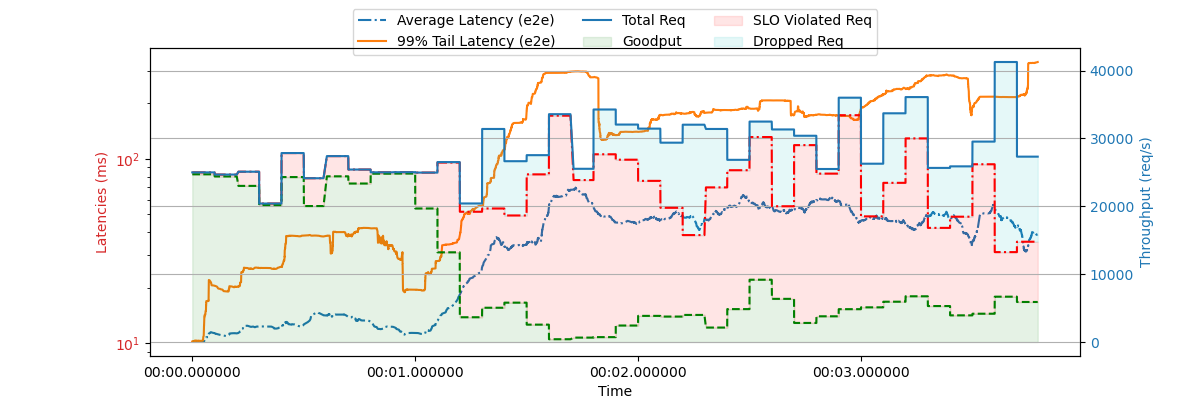 Average Latency (e2e) Total Req SLO Violated Req
99% Tail Latency (e2e) Goodput Dropped Req
Latencies (ms)
10²
10¹
40000
30000
20000
10000
0
Throughput (req/s)
00:00.000000 00:01.000000 00:02.000000 00:03.000000
Time